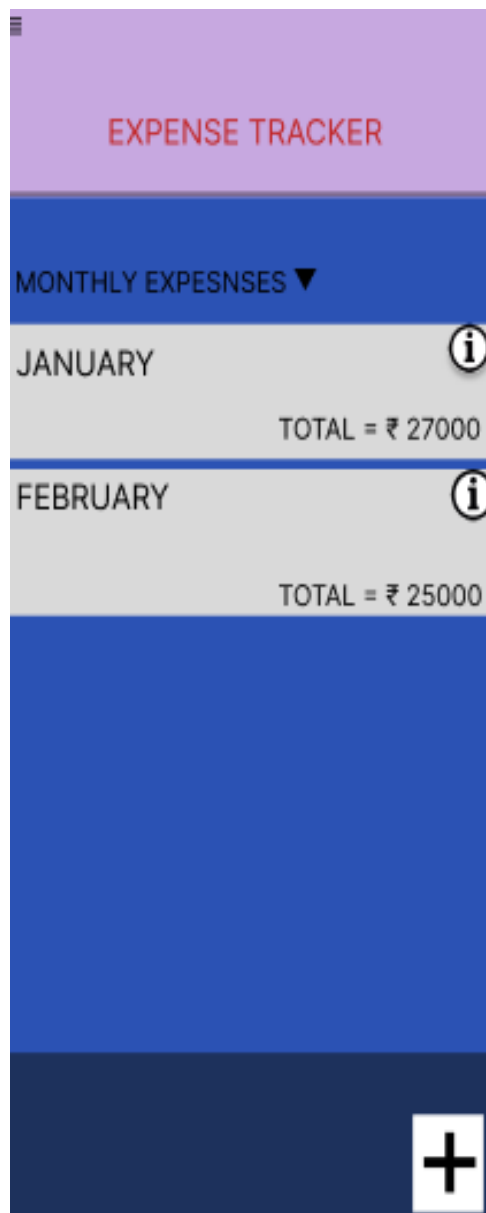 EXPENSE TRACKER
MONTHLY EXPESNSES ▼
JANUARY
i
TOTAL = ₹ 27000
FEBRUARY
i
TOTAL = ₹ 25000
+